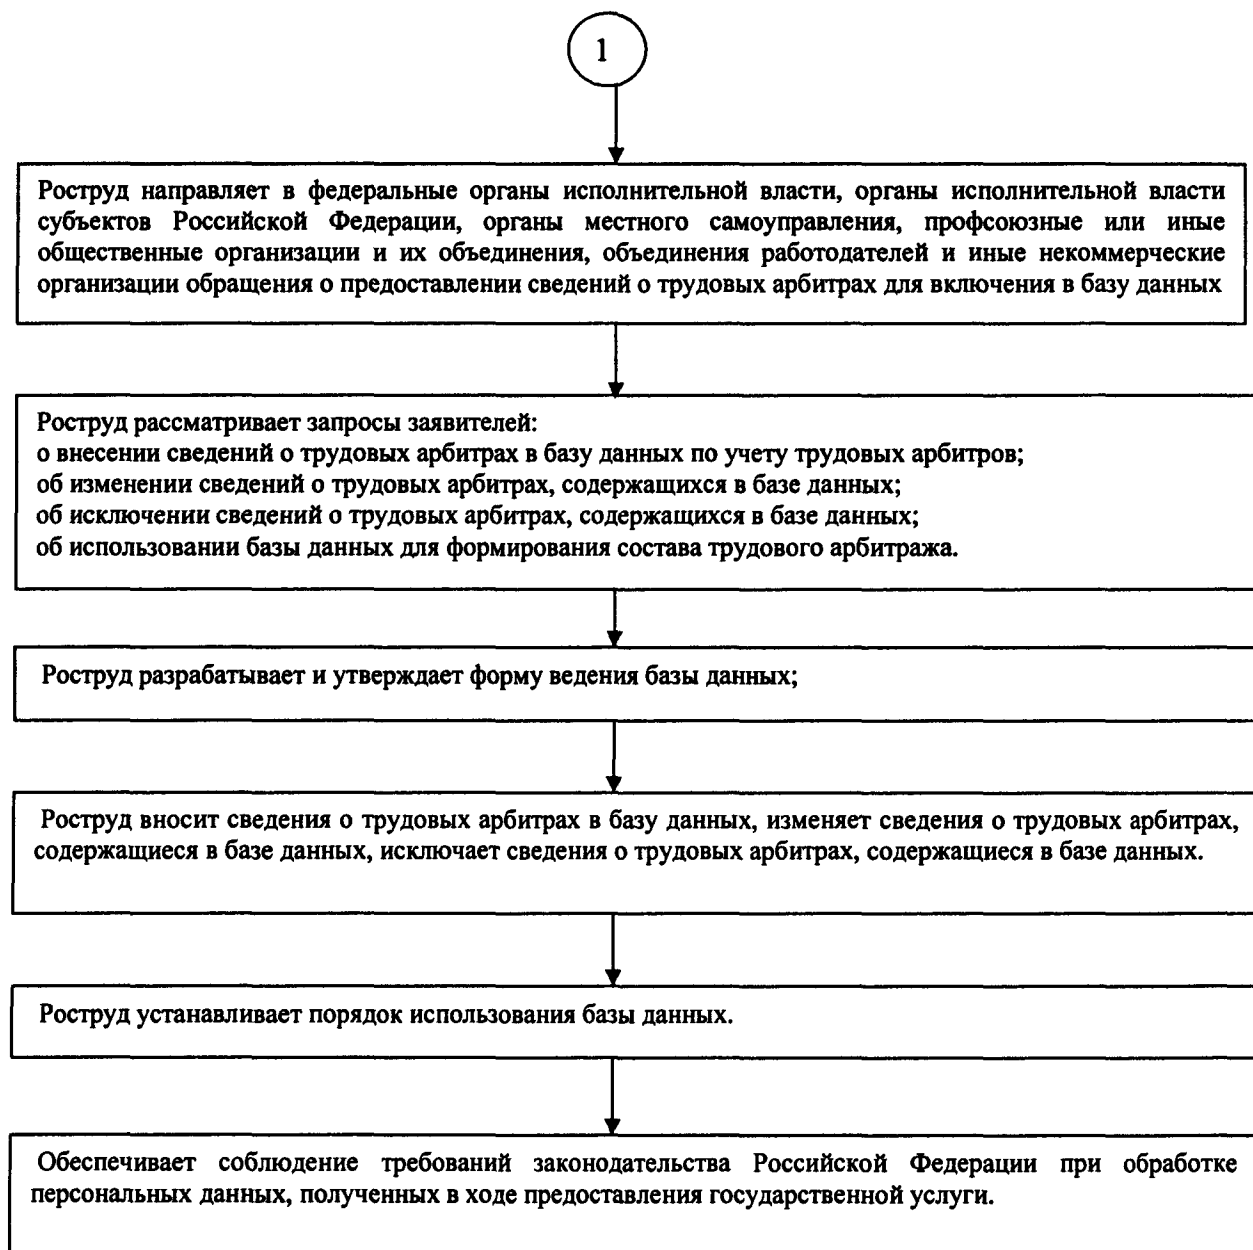 1
Роструд направляет в федеральные органы исполнительной власти, органы исполнительной власти
субъектов Российской Федерации, органы местного самоуправления, профсоюзные или иные
общественные организации и их объединения, объединения работодателей и иные некоммерческие
организации обращения о предоставлении сведений о трудовых арбитрах для включения в базу данных
Роструд рассматривает запросы заявителей:
о внесении сведений о трудовых арбитрах в базу данных по учету трудовых арбитров;
об изменении сведений о трудовых арбитрах, содержащихся в базе данных;
об исключении сведений о трудовых арбитрах, содержащихся в базе данных;
об использовании базы данных для формирования состава трудового арбитража.
Роструд разрабатывает и утверждает форму ведения базы данных;
Роструд вносит сведения о трудовых арбитрах в базу данных, изменяет сведения о трудовых арбитрах,
содержащиеся в базе данных, исключает сведения о трудовых арбитрах, содержащиеся в базе данных.
Роструд устанавливает порядок использования базы данных.
Обеспечивает соблюдение требований законодательства Российской Федерации при обработке
персональных данных, полученных в ходе предоставления государственной услуги.